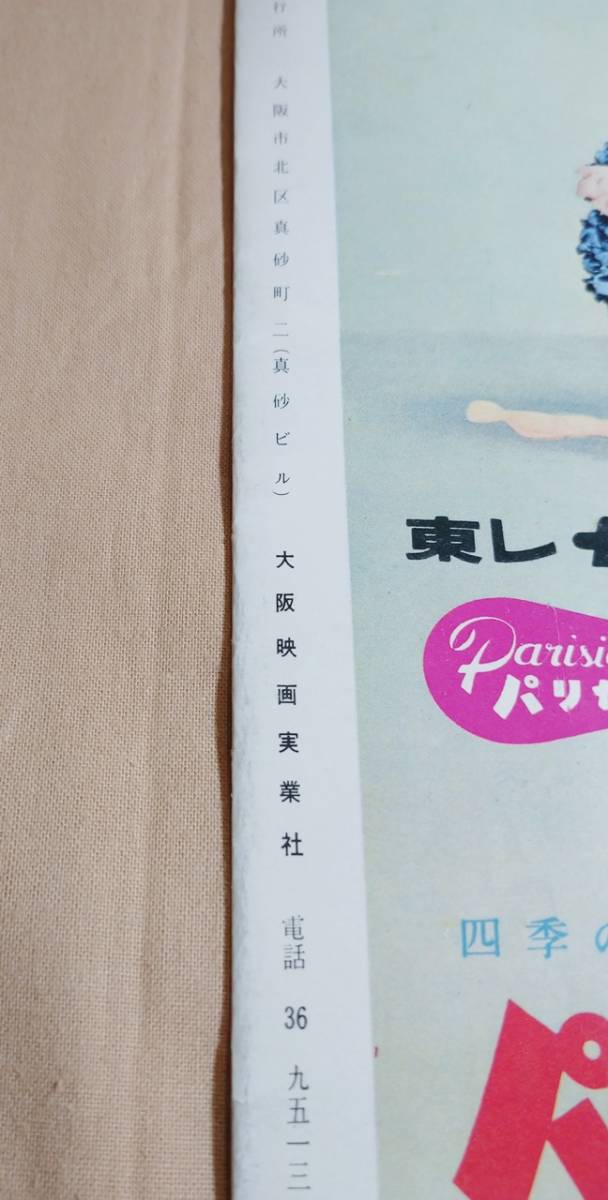 行所 大阪市北区真砂町二(真砂ビル) 大阪映画実業社 電話 36 九五一三
東レ
Parisi
パリ
四季の
パ